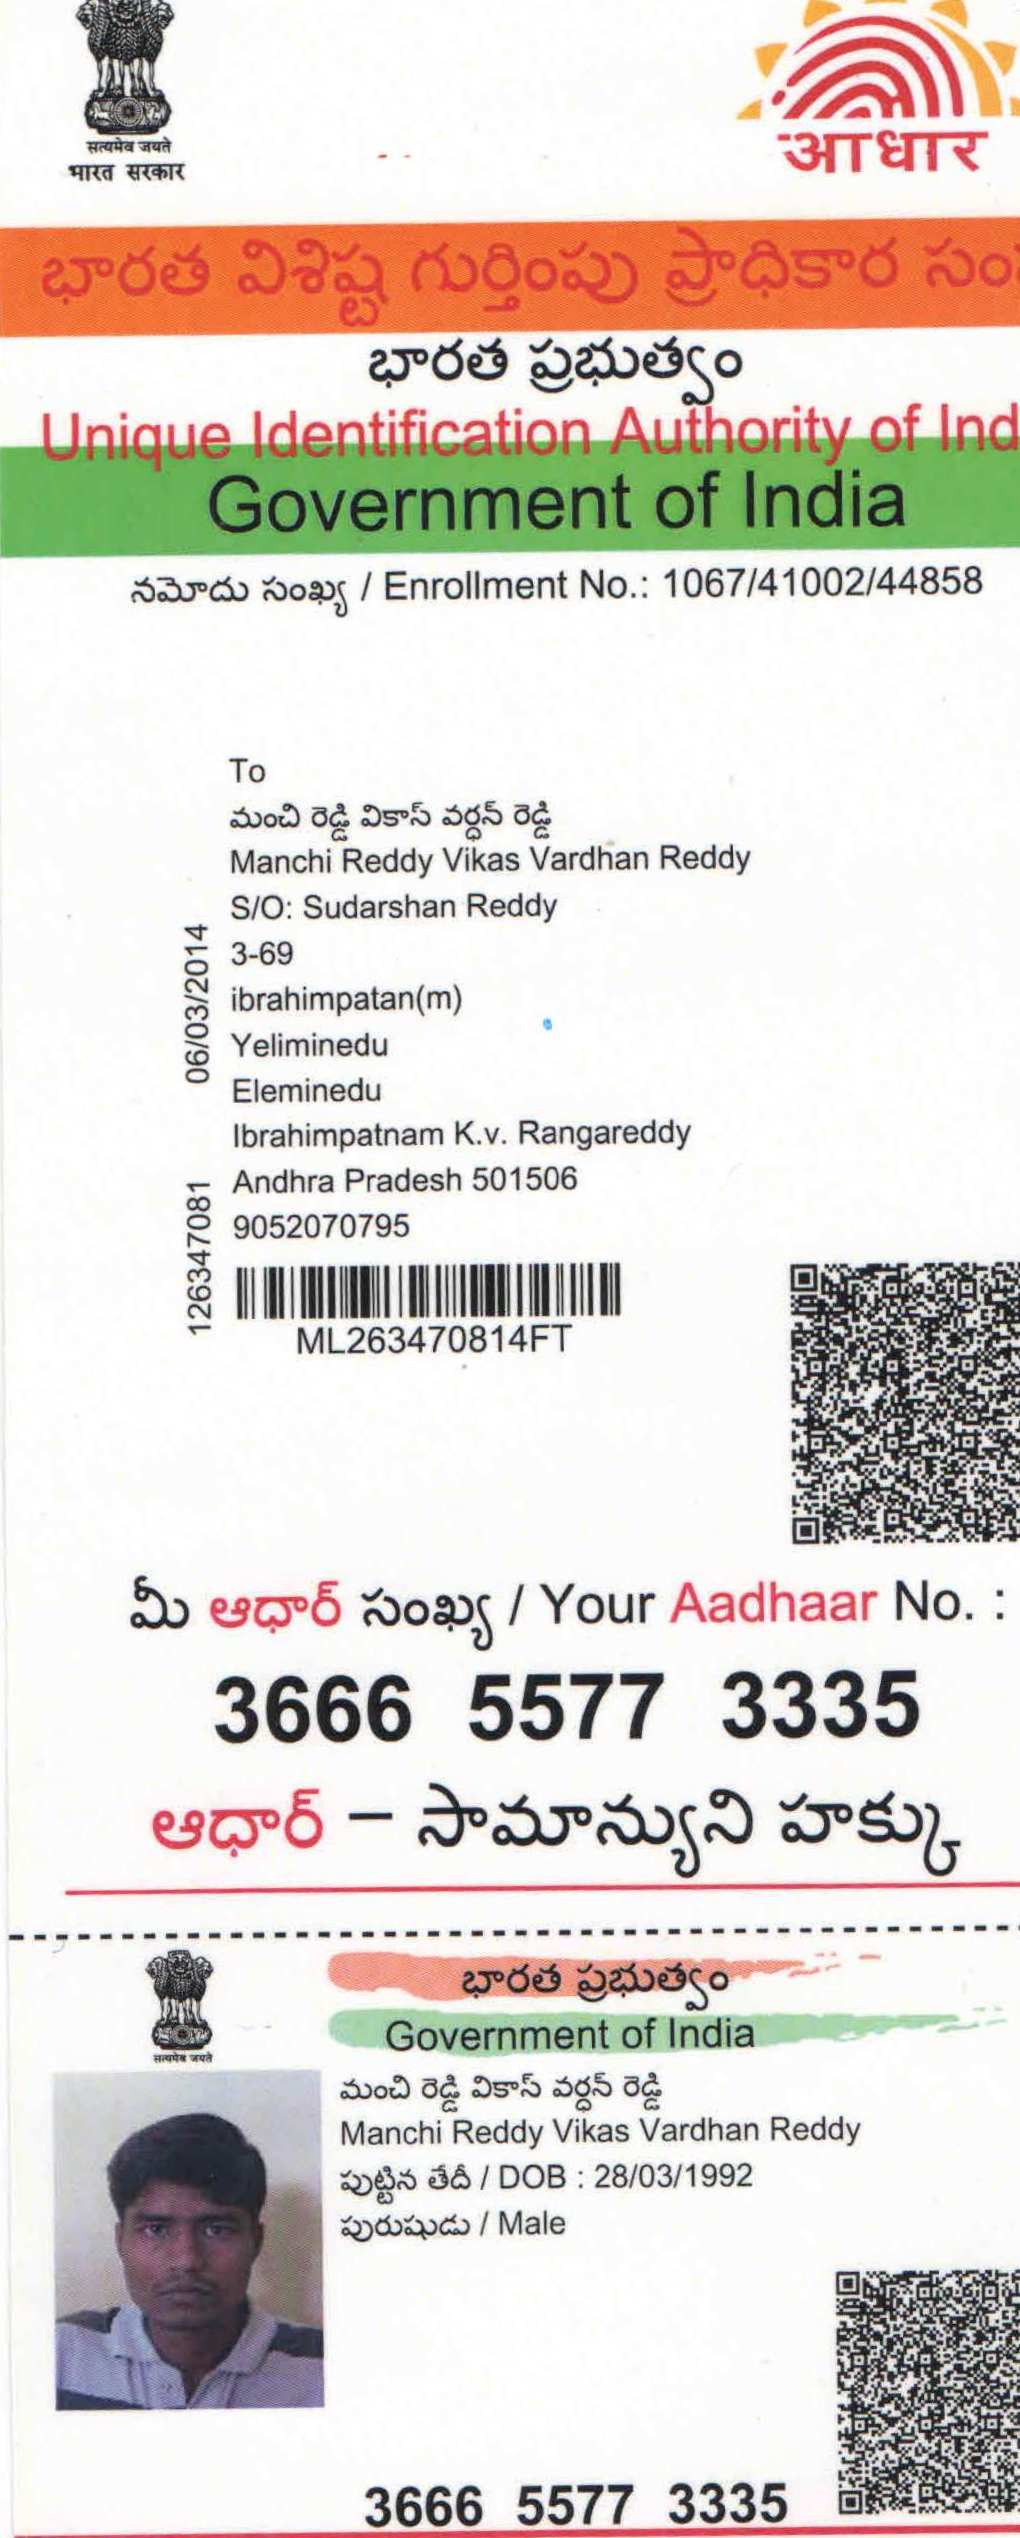 सत्यमेव जयते
भारत सरकार
आधार
భారత విశిష్ట గుర్తింపు ప్రాధికార
భారత ప్రభుత్వం
Unique Identification Authority of Ind
Government of India
నమోదు సంఖ్య / Enrollment No.: 1067/41002/44858
To
మంచి రెడ్డి వికాస్ వర్ధన్ రెడ్డి
Manchi Reddy Vikas Vardhan Reddy
S/O: Sudarshan Reddy
3-69
ibrahimpatan(m)
Yeliminedu
Eleminedu
Ibrahimpatnam K.v. Rangareddy
Andhra Pradesh 501506
9052070795
06/03/2014
126347081
ML263470814FT
మీ ఆధార్ సంఖ్య / Your Aadhaar No. :
3666 5577 3335
ఆధార్ – సామాన్యుని హక్కు
सत्यमेव जयते
భారత ప్రభుత్వం
Government of India
మంచి రెడ్డి వికాస్ వర్ధన్ రెడ్డి
Manchi Reddy Vikas Vardhan Reddy
పుట్టిన తేదీ / DOB : 28/03/1992
పురుషుడు / Male
3666 5577 3335